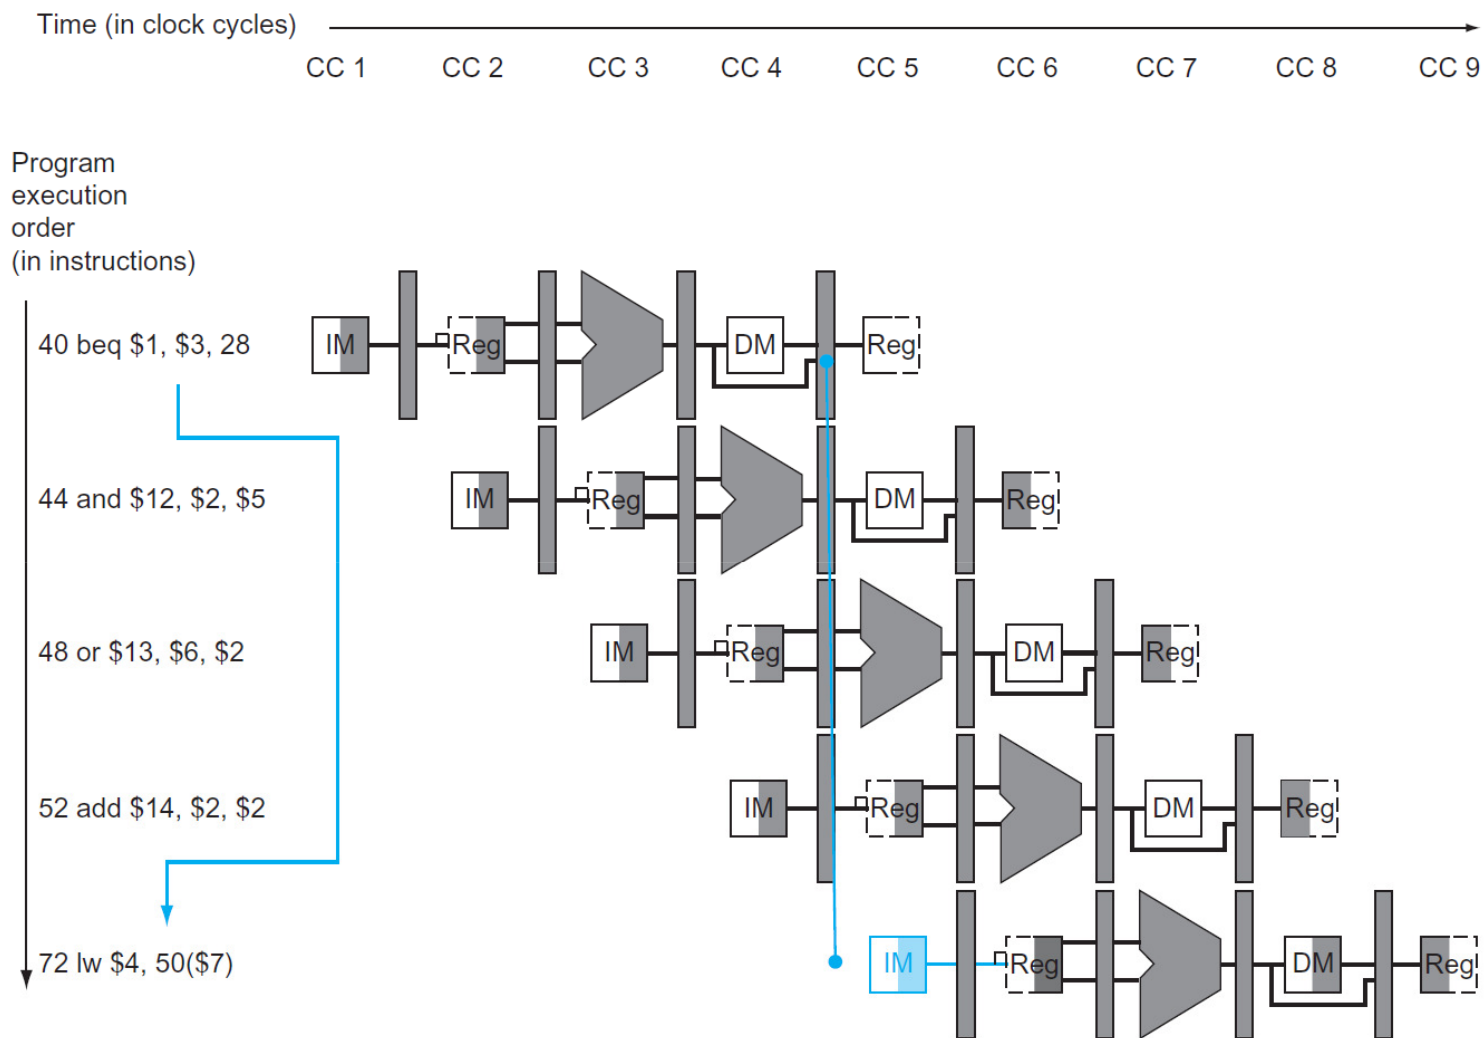 Time (in clock cycles)
CC 1 CC 2 CC 3 CC 4 CC 5 CC 6 CC 7 CC 8 CC 9
Program
execution
order
(in instructions)
40 beq $1, $3, 28 IM Reg DM Reg
44 and $12, $2, $5 IM Reg DM Reg
48 or $13, $6, $2 IM Reg DM Reg
52 add $14, $2, $2 IM Reg DM Reg
72 lw $4, 50($7) IM Reg DM Reg